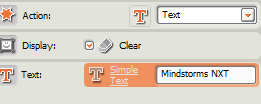 Action: T Text
Display: Clear
Text: T Simple Text Mindstorms NXT